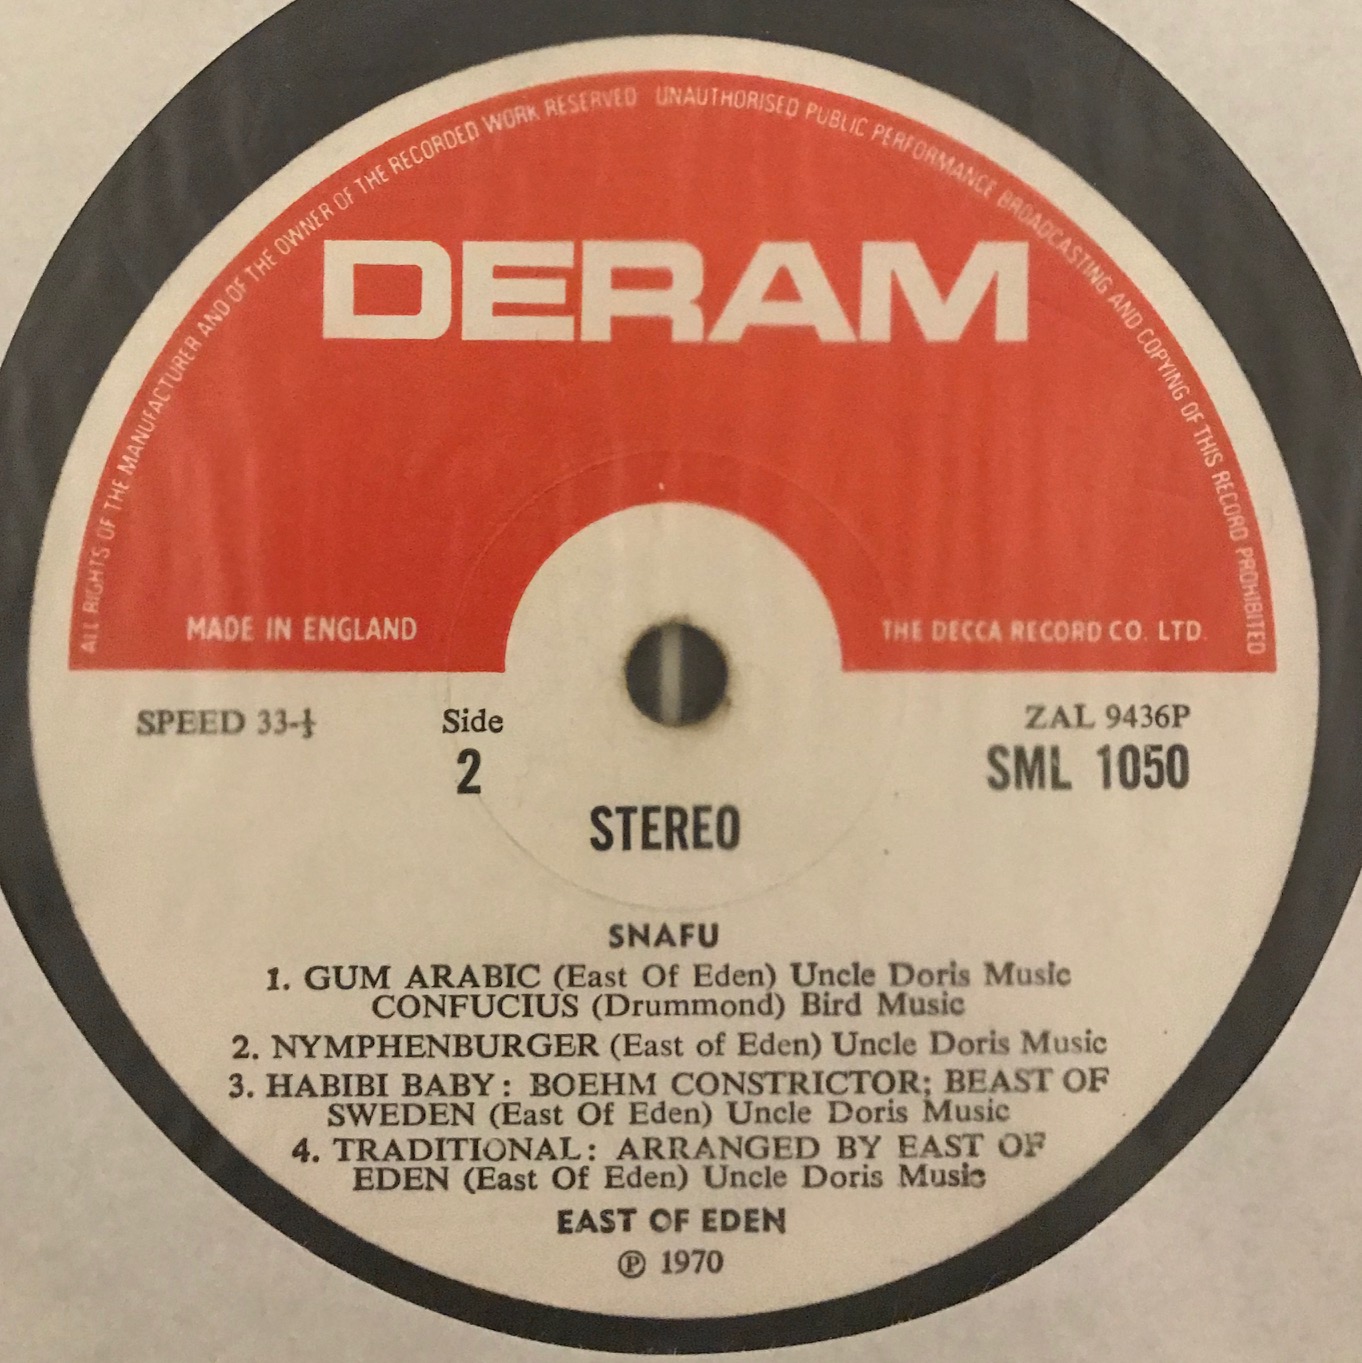 ALL RIGHTS OF THE MANUFACTURER AND OF THE OWNER OF THE RECORDED WORK RESERVED UNAUTHORISED PUBLIC PERFORMANCE BROADCASTING AND COPYING OF THIS RECORD PROHIBITED
DERAM
MADE IN ENGLAND
THE DECCA RECORD CO. LTD.
SPEED 33-⅓
Side
2
ZAL 9436P
SML 1050
STEREO
SNAFU
1. GUM ARABIC (East Of Eden) Uncle Doris Music
CONFUCIUS (Drummond) Bird Music
2. NYMPHENBURGER (East of Eden) Uncle Doris Music
3. HABIBI BABY: BOEHM CONSTRICTOR; BEAST OF
SWEDEN (East Of Eden) Uncle Doris Music
4. TRADITIONAL: ARRANGED BY EAST OF
EDEN (East Of Eden) Uncle Doris Music
EAST OF EDEN
℗ 1970